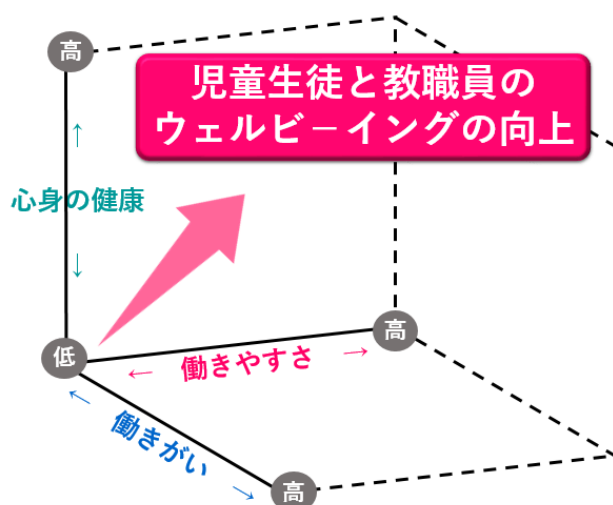 高
児童生徒と教職員の
ウェルビーイングの向上
↑
心身の健康
↓
低
高
← 働きやすさ →
← 働きがい →
高